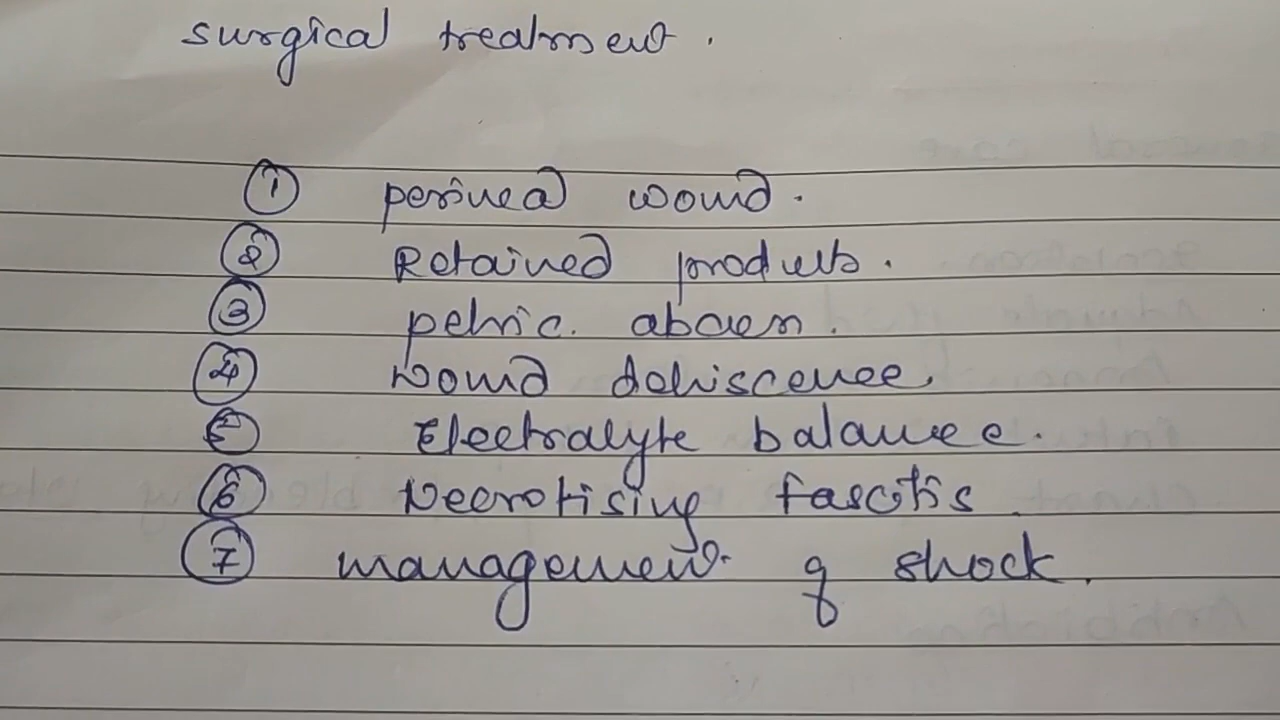 surgical treatment.
① perineal wound.
② Retained products.
③ pelvic. abscess.
④ Wound dehiscence.
⑤ Electralyte balance.
⑥ Necrotising fascitis.
⑦ management of shock.